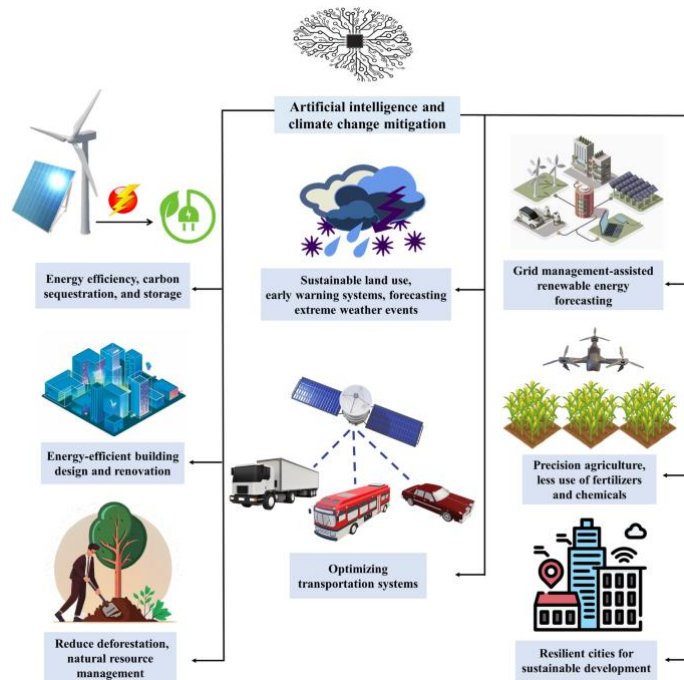 Artificial intelligence and
climate change mitigation
Energy efficiency, carbon
sequestration, and storage
Sustainable land use,
early warning systems, forecasting
extreme weather events
Grid management-assisted
renewable energy
forecasting
Energy-efficient building
design and renovation
Precision agriculture,
less use of fertilizers
and chemicals
Optimizing
transportation systems
Reduce deforestation,
natural resource
management
Resilient cities for
sustainable development